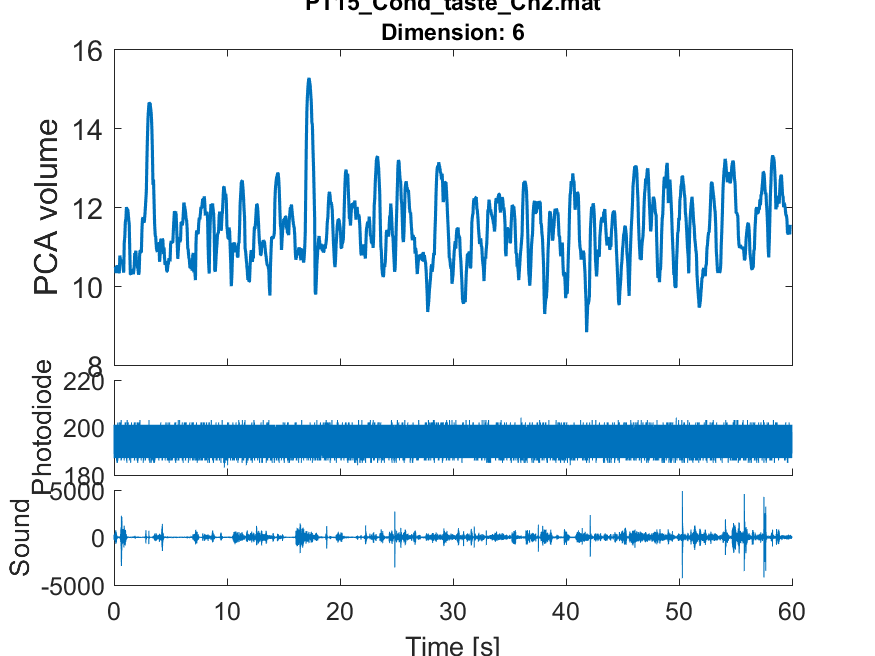 PT15_Cond_taste_Ch2.mat
Dimension: 6
16
14
12
10
8
PCA volume
220
200
180
Photodiode
5000
0
-5000
Sound
0 10 20 30 40 50 60
Time [s]